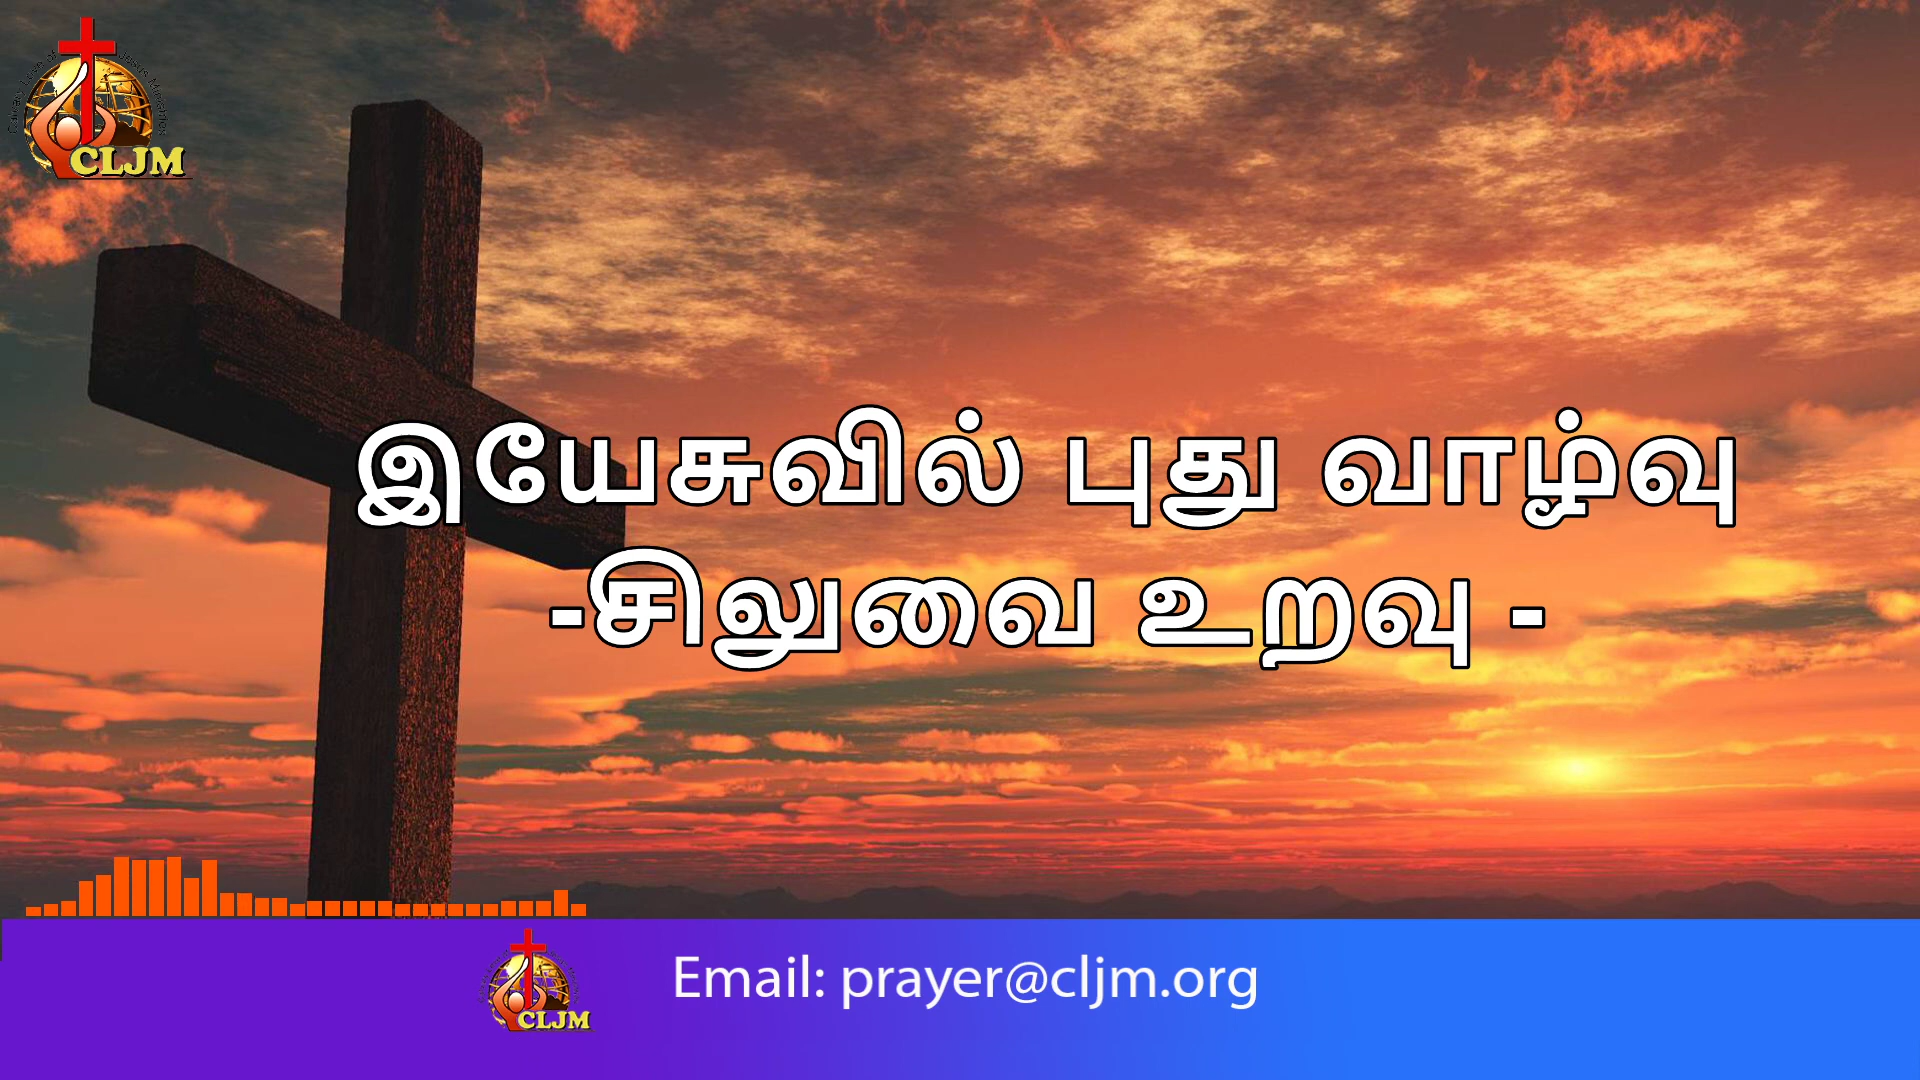 CLJM
இயேசுவில் புது வாழ்வு
-சிலுவை உறவு -
CLJM
Email: prayer@cljm.org